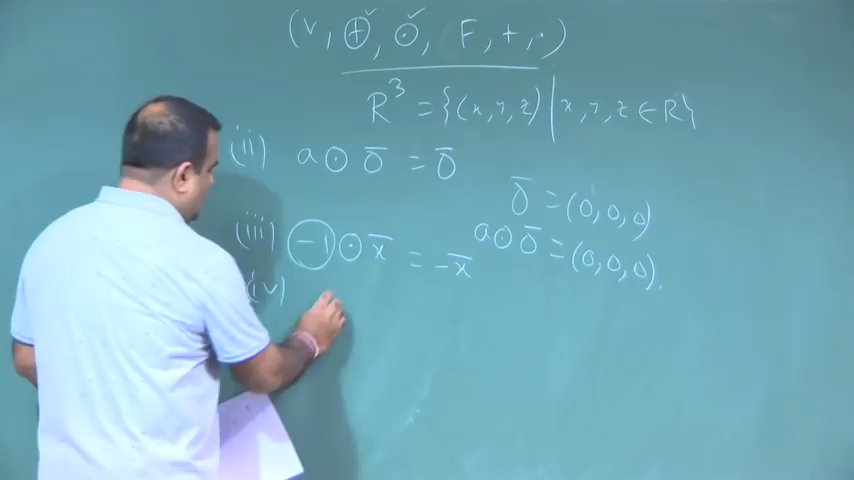 (V, ⊕, ⊙, F, +, ·)
R³ = {(x, y, z) | x, y, z ∈ R}
(ii) a ⊙ 0̅ = 0̅
0̅ = (0, 0, 0)
a ⊙ 0̅ = (0, 0, 0).
(iii) -1 ⊙ x̅ = -x̅
(iv)